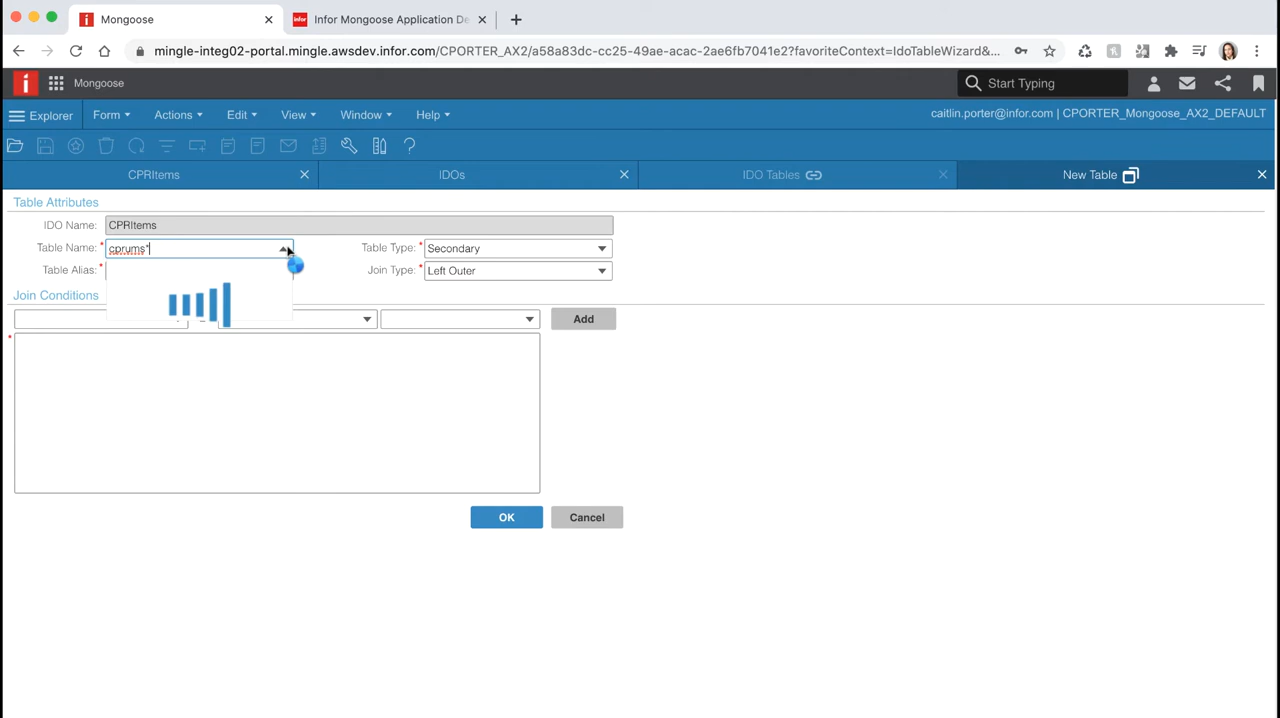 Mongoose
Infor Mongoose Application De
mingle-integ02-portal.mingle.awsdev.infor.com/CPORTER_AX2/a58a83dc-cc25-49ae-acac-2ae6fb7041e2?favoriteContext=IdoTableWizard&...
Mongoose
Start Typing
Explorer Form Actions Edit View Window Help caitlin.porter@infor.com | CPORTER_Mongoose_AX2_DEFAULT
CPRItems IDOs IDO Tables New Table
Table Attributes
IDO Name: CPRItems
Table Name: * cprums* Table Type: * Secondary
Table Alias: * Join Type: * Left Outer
Join Conditions
Add
*
OK Cancel